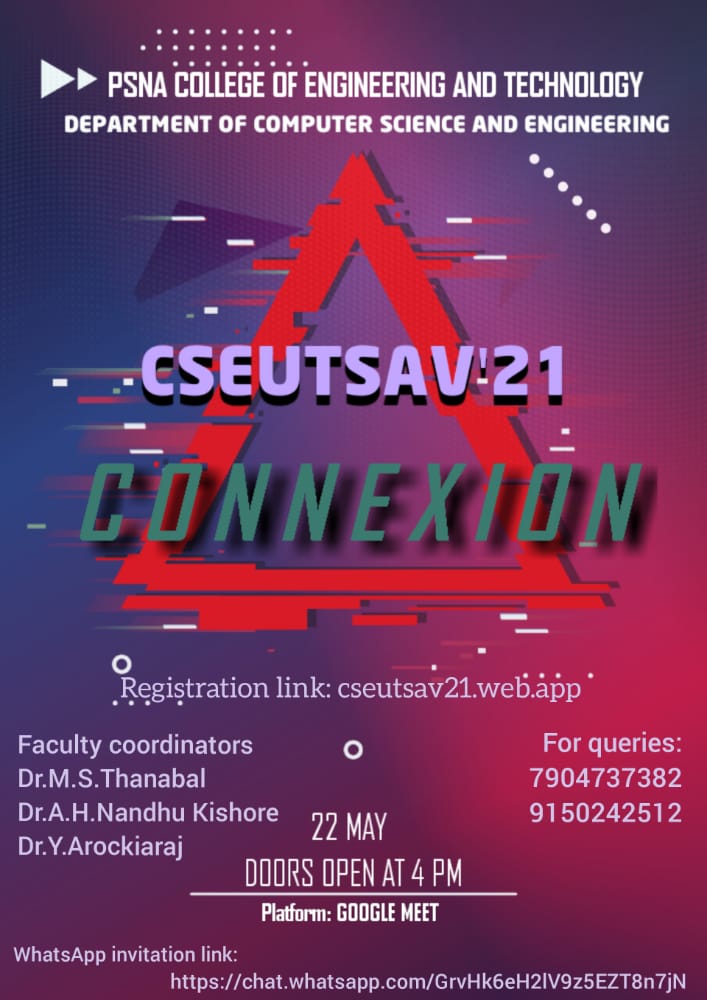 PSNA COLLEGE OF ENGINEERING AND TECHNOLOGY
DEPARTMENT OF COMPUTER SCIENCE AND ENGINEERING
CSEUTSAV'21
CONNEXION
Registration link: cseutsav21.web.app
Faculty coordinators
Dr.M.S.Thanabal
Dr.A.H.Nandhu Kishore
Dr.Y.Arockiaraj
For queries:
7904737382
9150242512
22 MAY
DOORS OPEN AT 4 PM
Platform: GOOGLE MEET
WhatsApp invitation link:
https://chat.whatsapp.com/GrvHk6eH2lV9z5EZT8n7jN